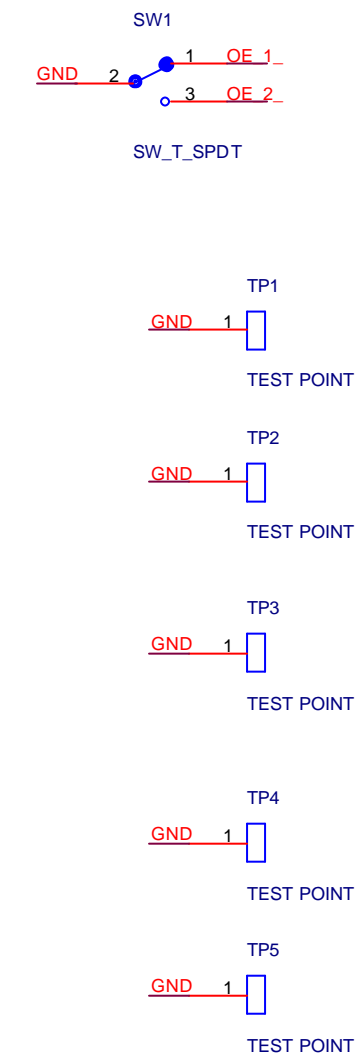 SW1
1 OE_1_
GND 2
3 OE_2_
SW_T_SPDT
TP1
GND 1
TEST POINT
TP2
GND 1
TEST POINT
TP3
GND 1
TEST POINT
TP4
GND 1
TEST POINT
TP5
GND 1
TEST POINT